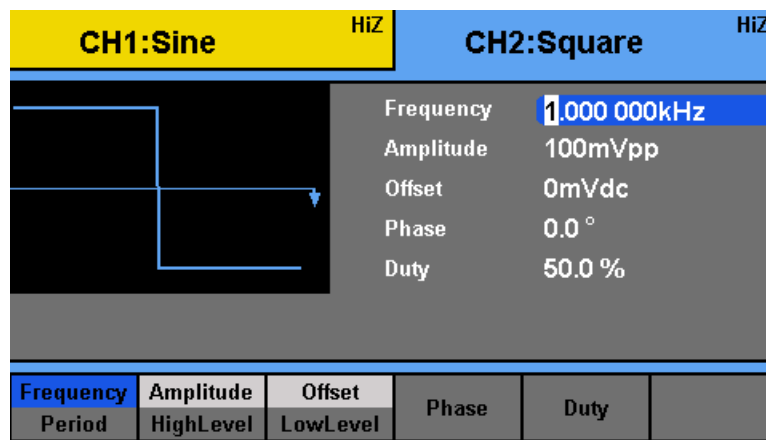 CH1:Sine HiZ CH2:Square HiZ
Frequency 1.000 000kHz
Amplitude 100mVpp
Offset 0mVdc
Phase 0.0 °
Duty 50.0 %
Frequency Amplitude Offset Phase Duty
Period HighLevel LowLevel